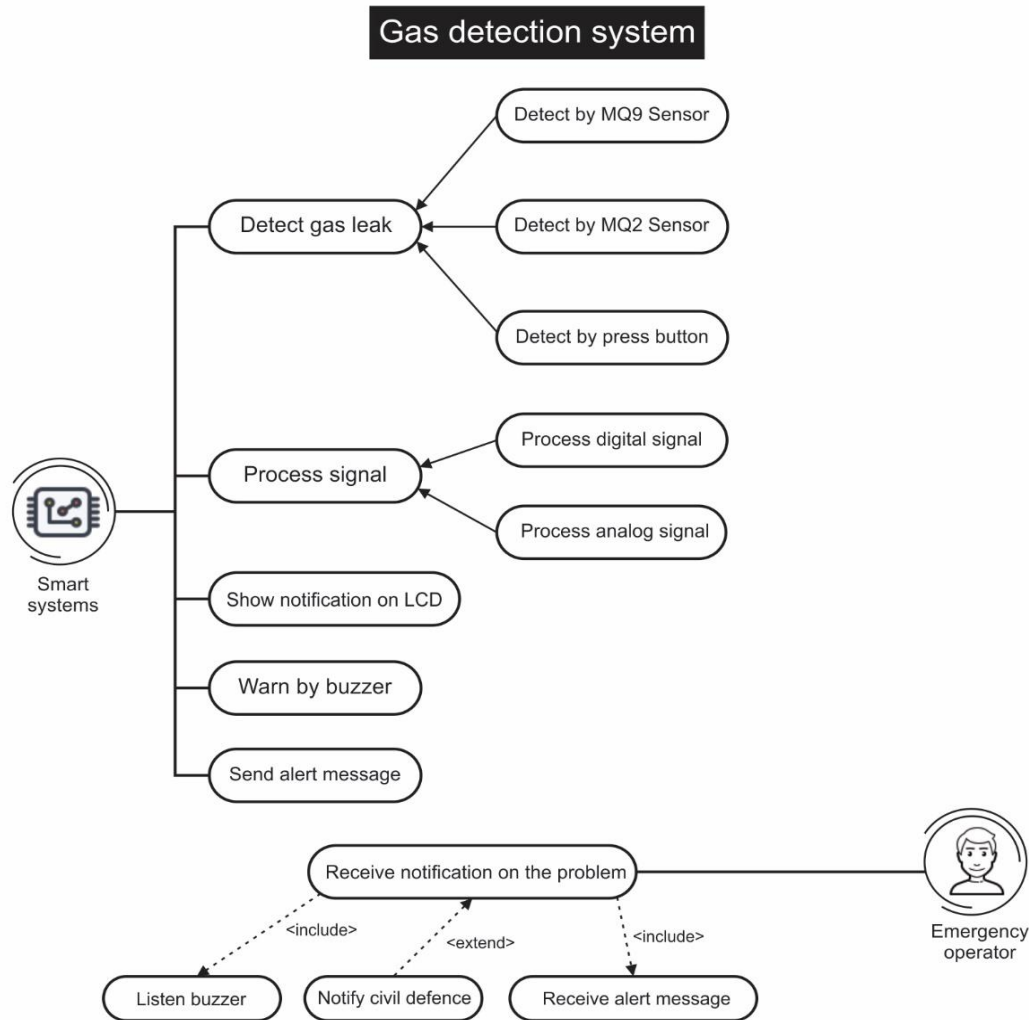 Gas detection system
Detect by MQ9 Sensor
Detect gas leak
Detect by MQ2 Sensor
Detect by press button
Process digital signal
Process signal
Process analog signal
Smart
systems
Show notification on LCD
Warn by buzzer
Send alert message
Receive notification on the problem
<include>
<extend>
<include>
Emergency
operator
Listen buzzer
Notify civil defence
Receive alert message